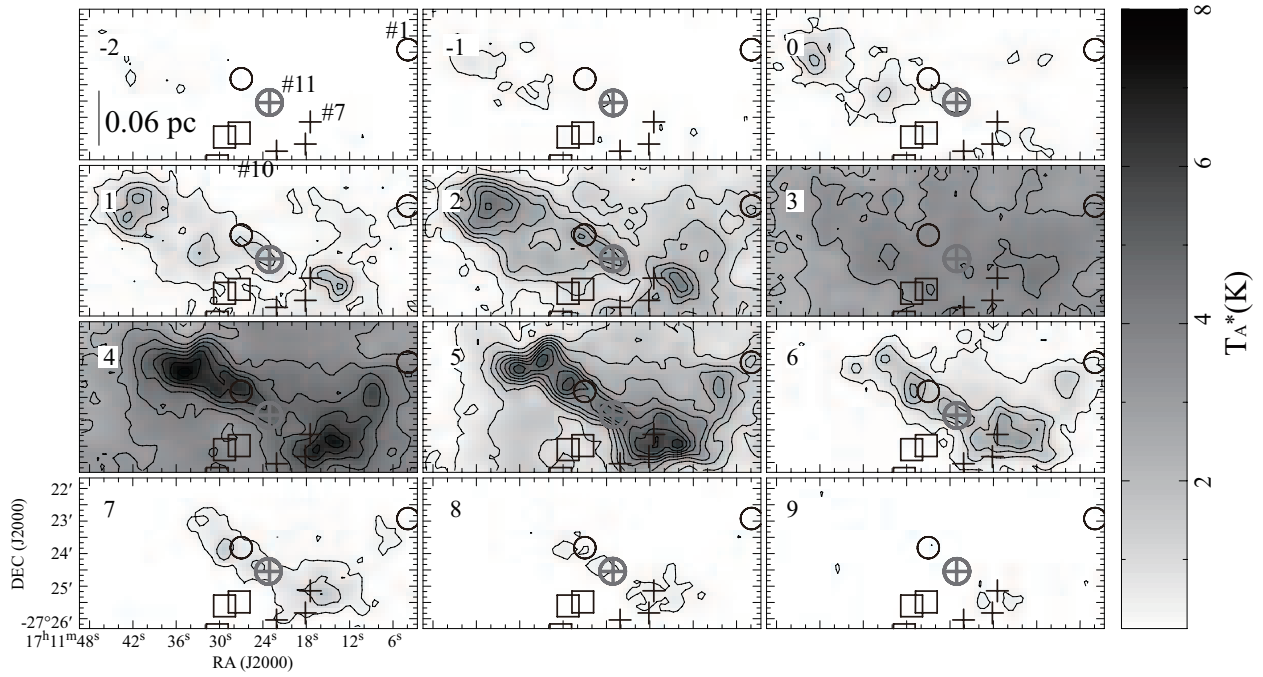 -2
#1
#11
#7
0.06 pc
#10
-1
0
1
2
3
4
5
6
7
8
9
22′
23′
24′
25′
-27°26′
DEC (J2000)
17ʰ11ᵐ48ˢ
42ˢ
36ˢ
30ˢ
24ˢ
18ˢ
12ˢ
6ˢ
RA (J2000)
8
6
4
2
T_A*(K)